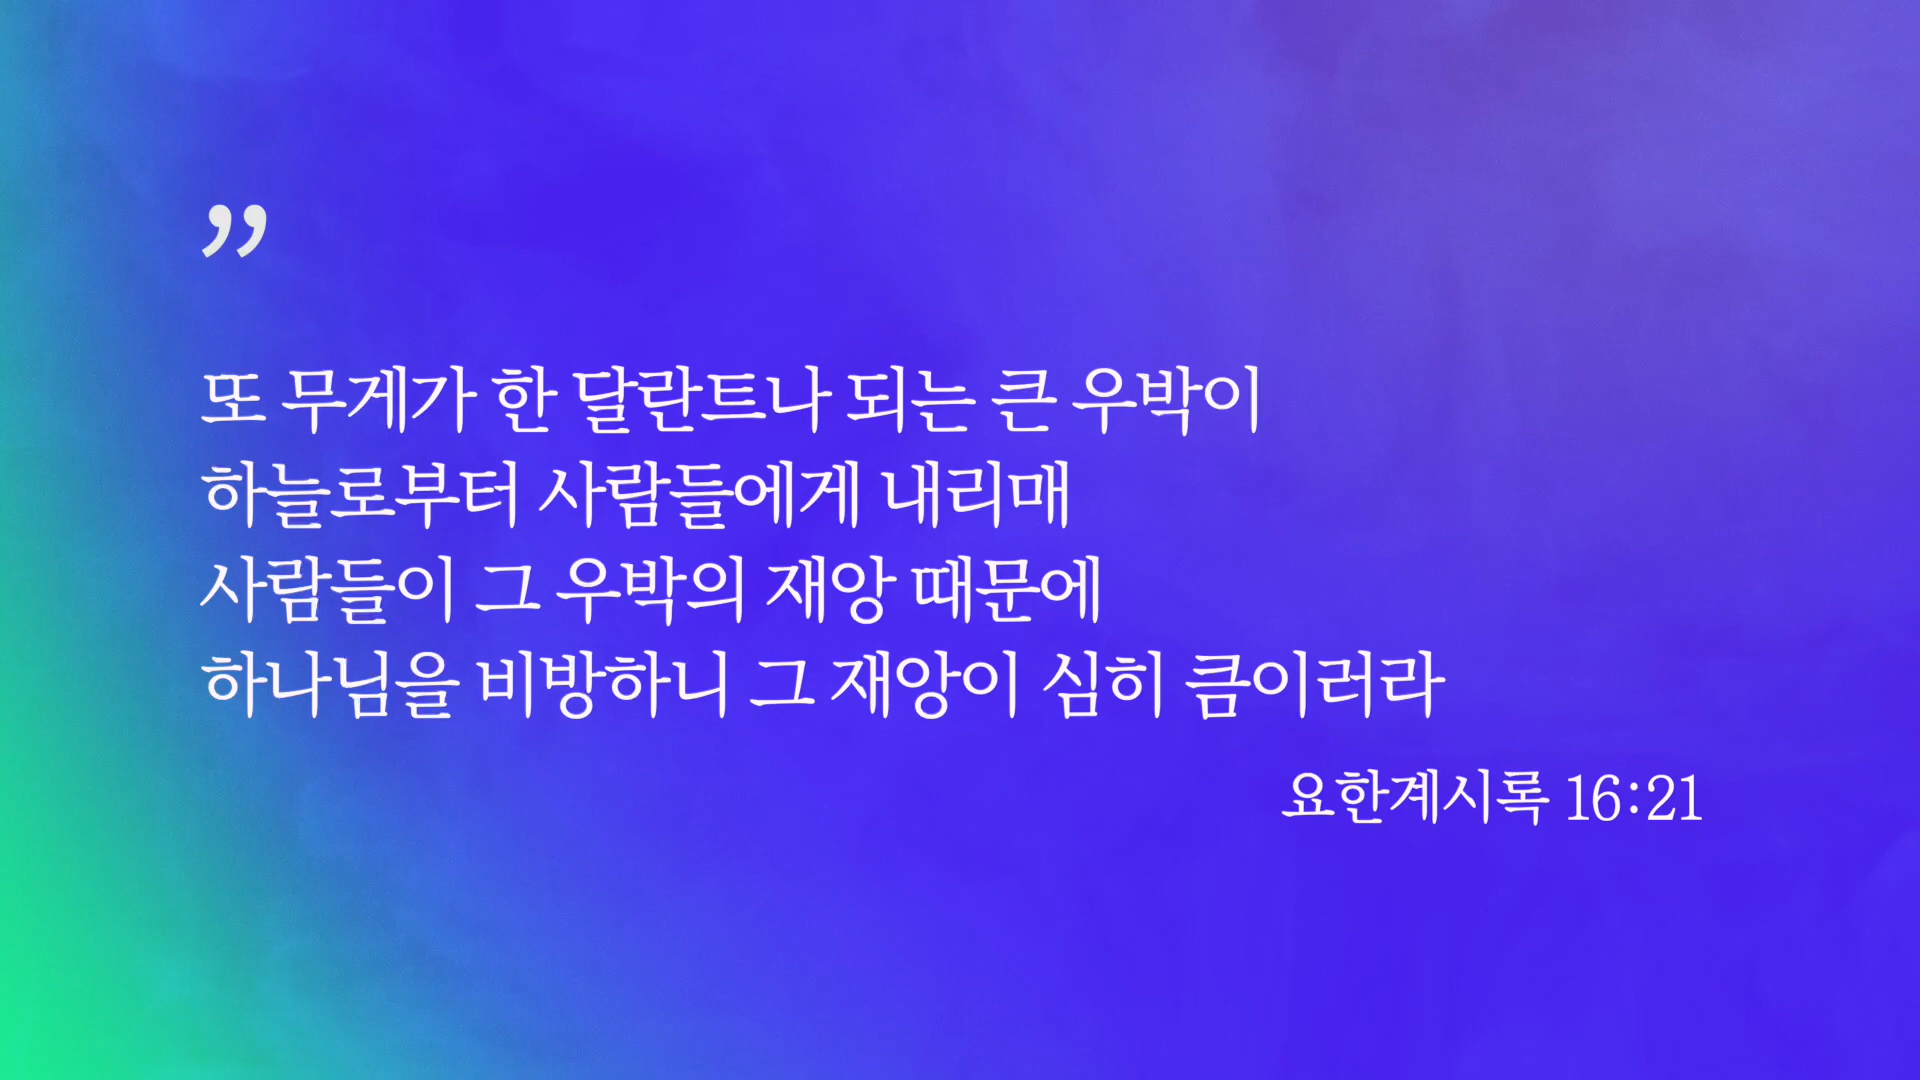 ”
또 무게가 한 달란트나 되는 큰 우박이
하늘로부터 사람들에게 내리매
사람들이 그 우박의 재앙 때문에
하나님을 비방하니 그 재앙이 심히 큼이러라
요한계시록 16:21